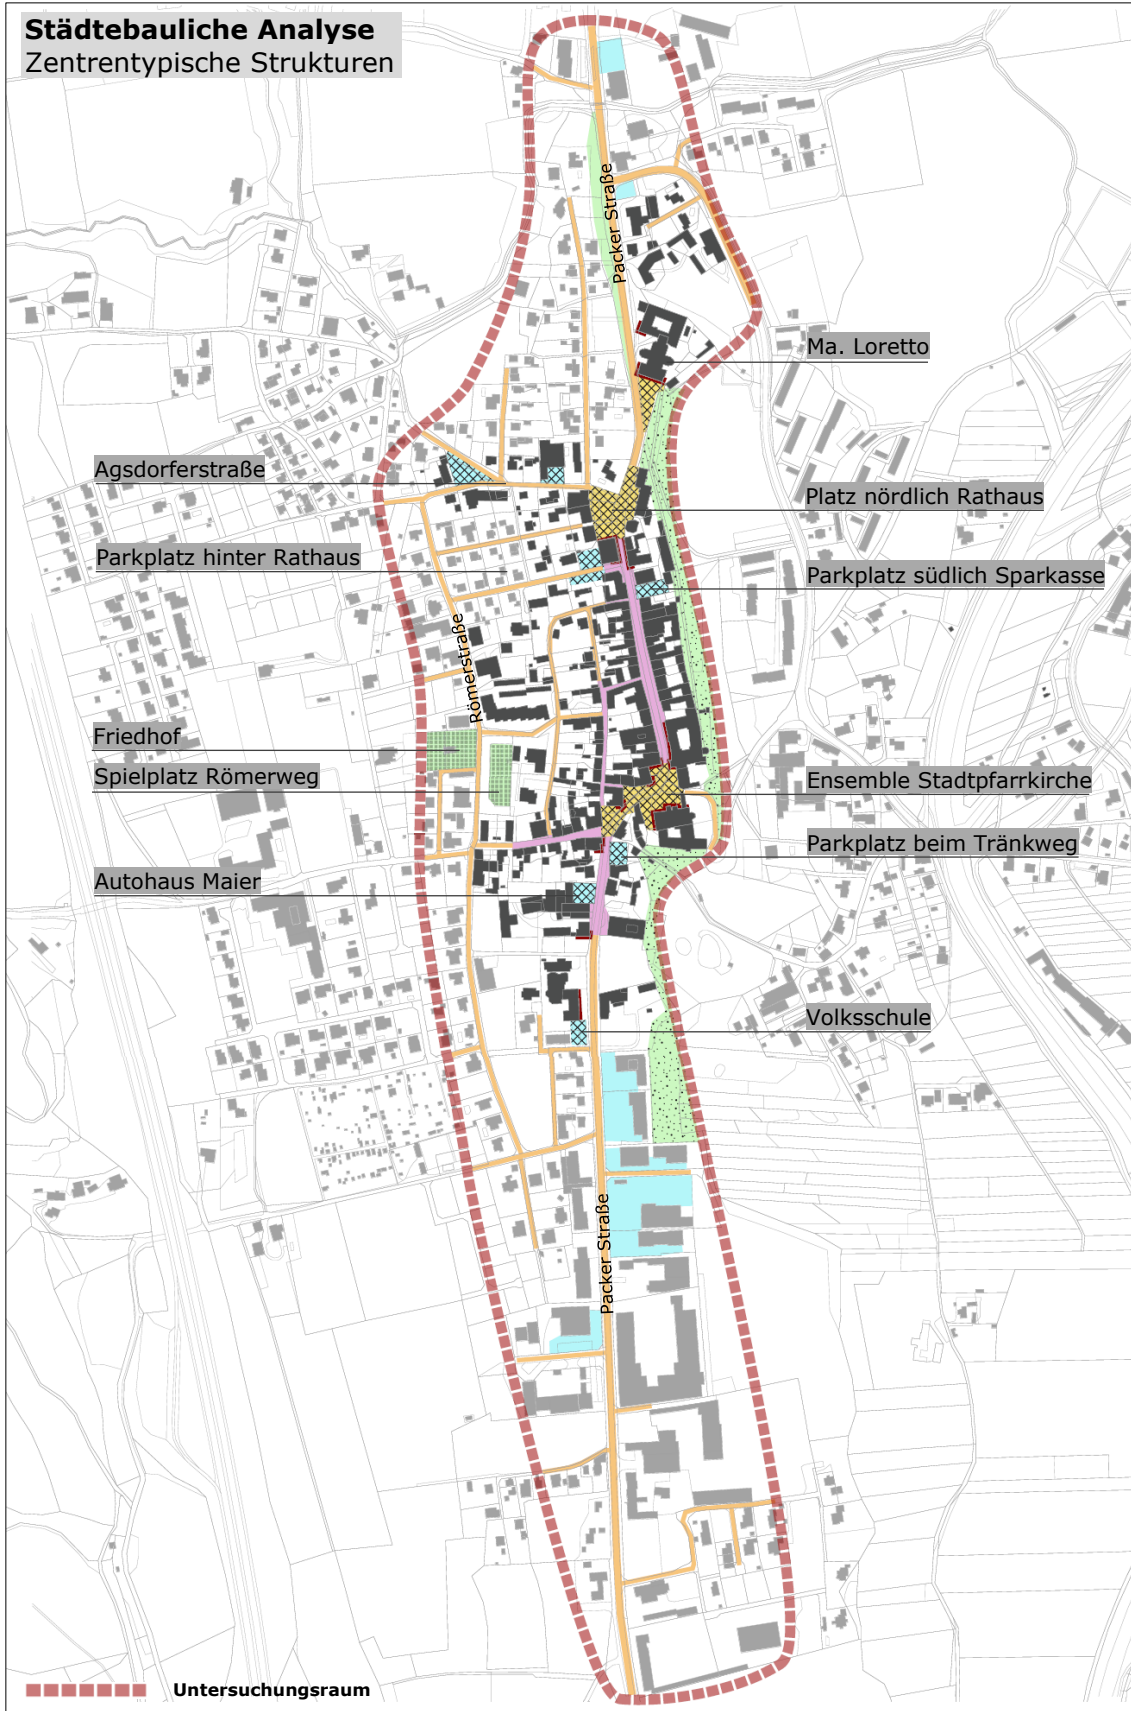 Städtebauliche Analyse
Zentrentypische Strukturen
Packer Straße
Ma. Loretto
Agsdorferstraße
Platz nördlich Rathaus
Parkplatz hinter Rathaus
Parkplatz südlich Sparkasse
Römerstraße
Friedhof
Spielplatz Römerweg
Ensemble Stadtpfarrkirche
Parkplatz beim Tränkweg
Autohaus Maier
Volksschule
Packer Straße
Untersuchungsraum